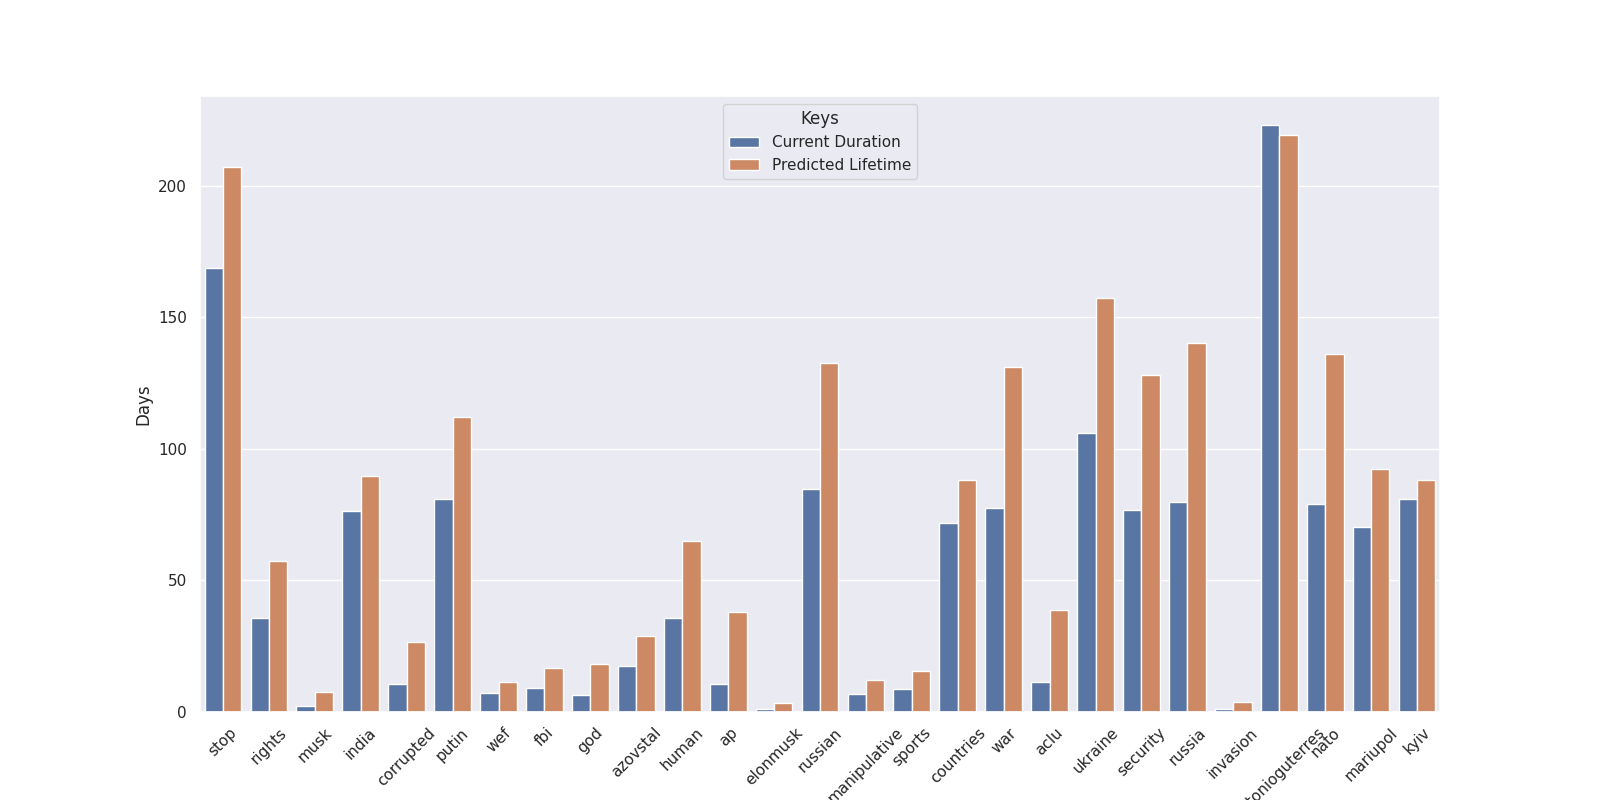 Keys
Current Duration
Predicted Lifetime
Days
200
150
100
50
0
stop
rights
musk
india
corrupted
putin
wef
fbi
god
azovstal
human
ap
elonmusk
russian
manipulative
sports
countries
war
aclu
ukraine
security
russia
invasion
tonioguterres
nato
mariupol
kyiv